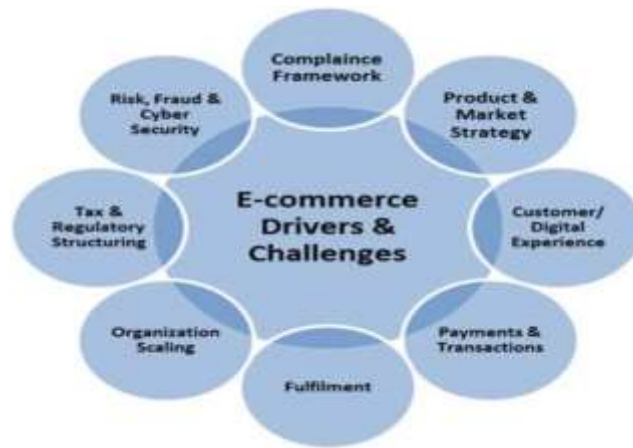 Complaince
Framework
Product &
Market
Strategy
Customer/
Digital
Experience
Payments &
Transactions
Fulfilment
Organization
Scaling
Tax &
Regulatory
Structuring
Risk, Fraud &
Cyber
Security
E-commerce
Drivers &
Challenges